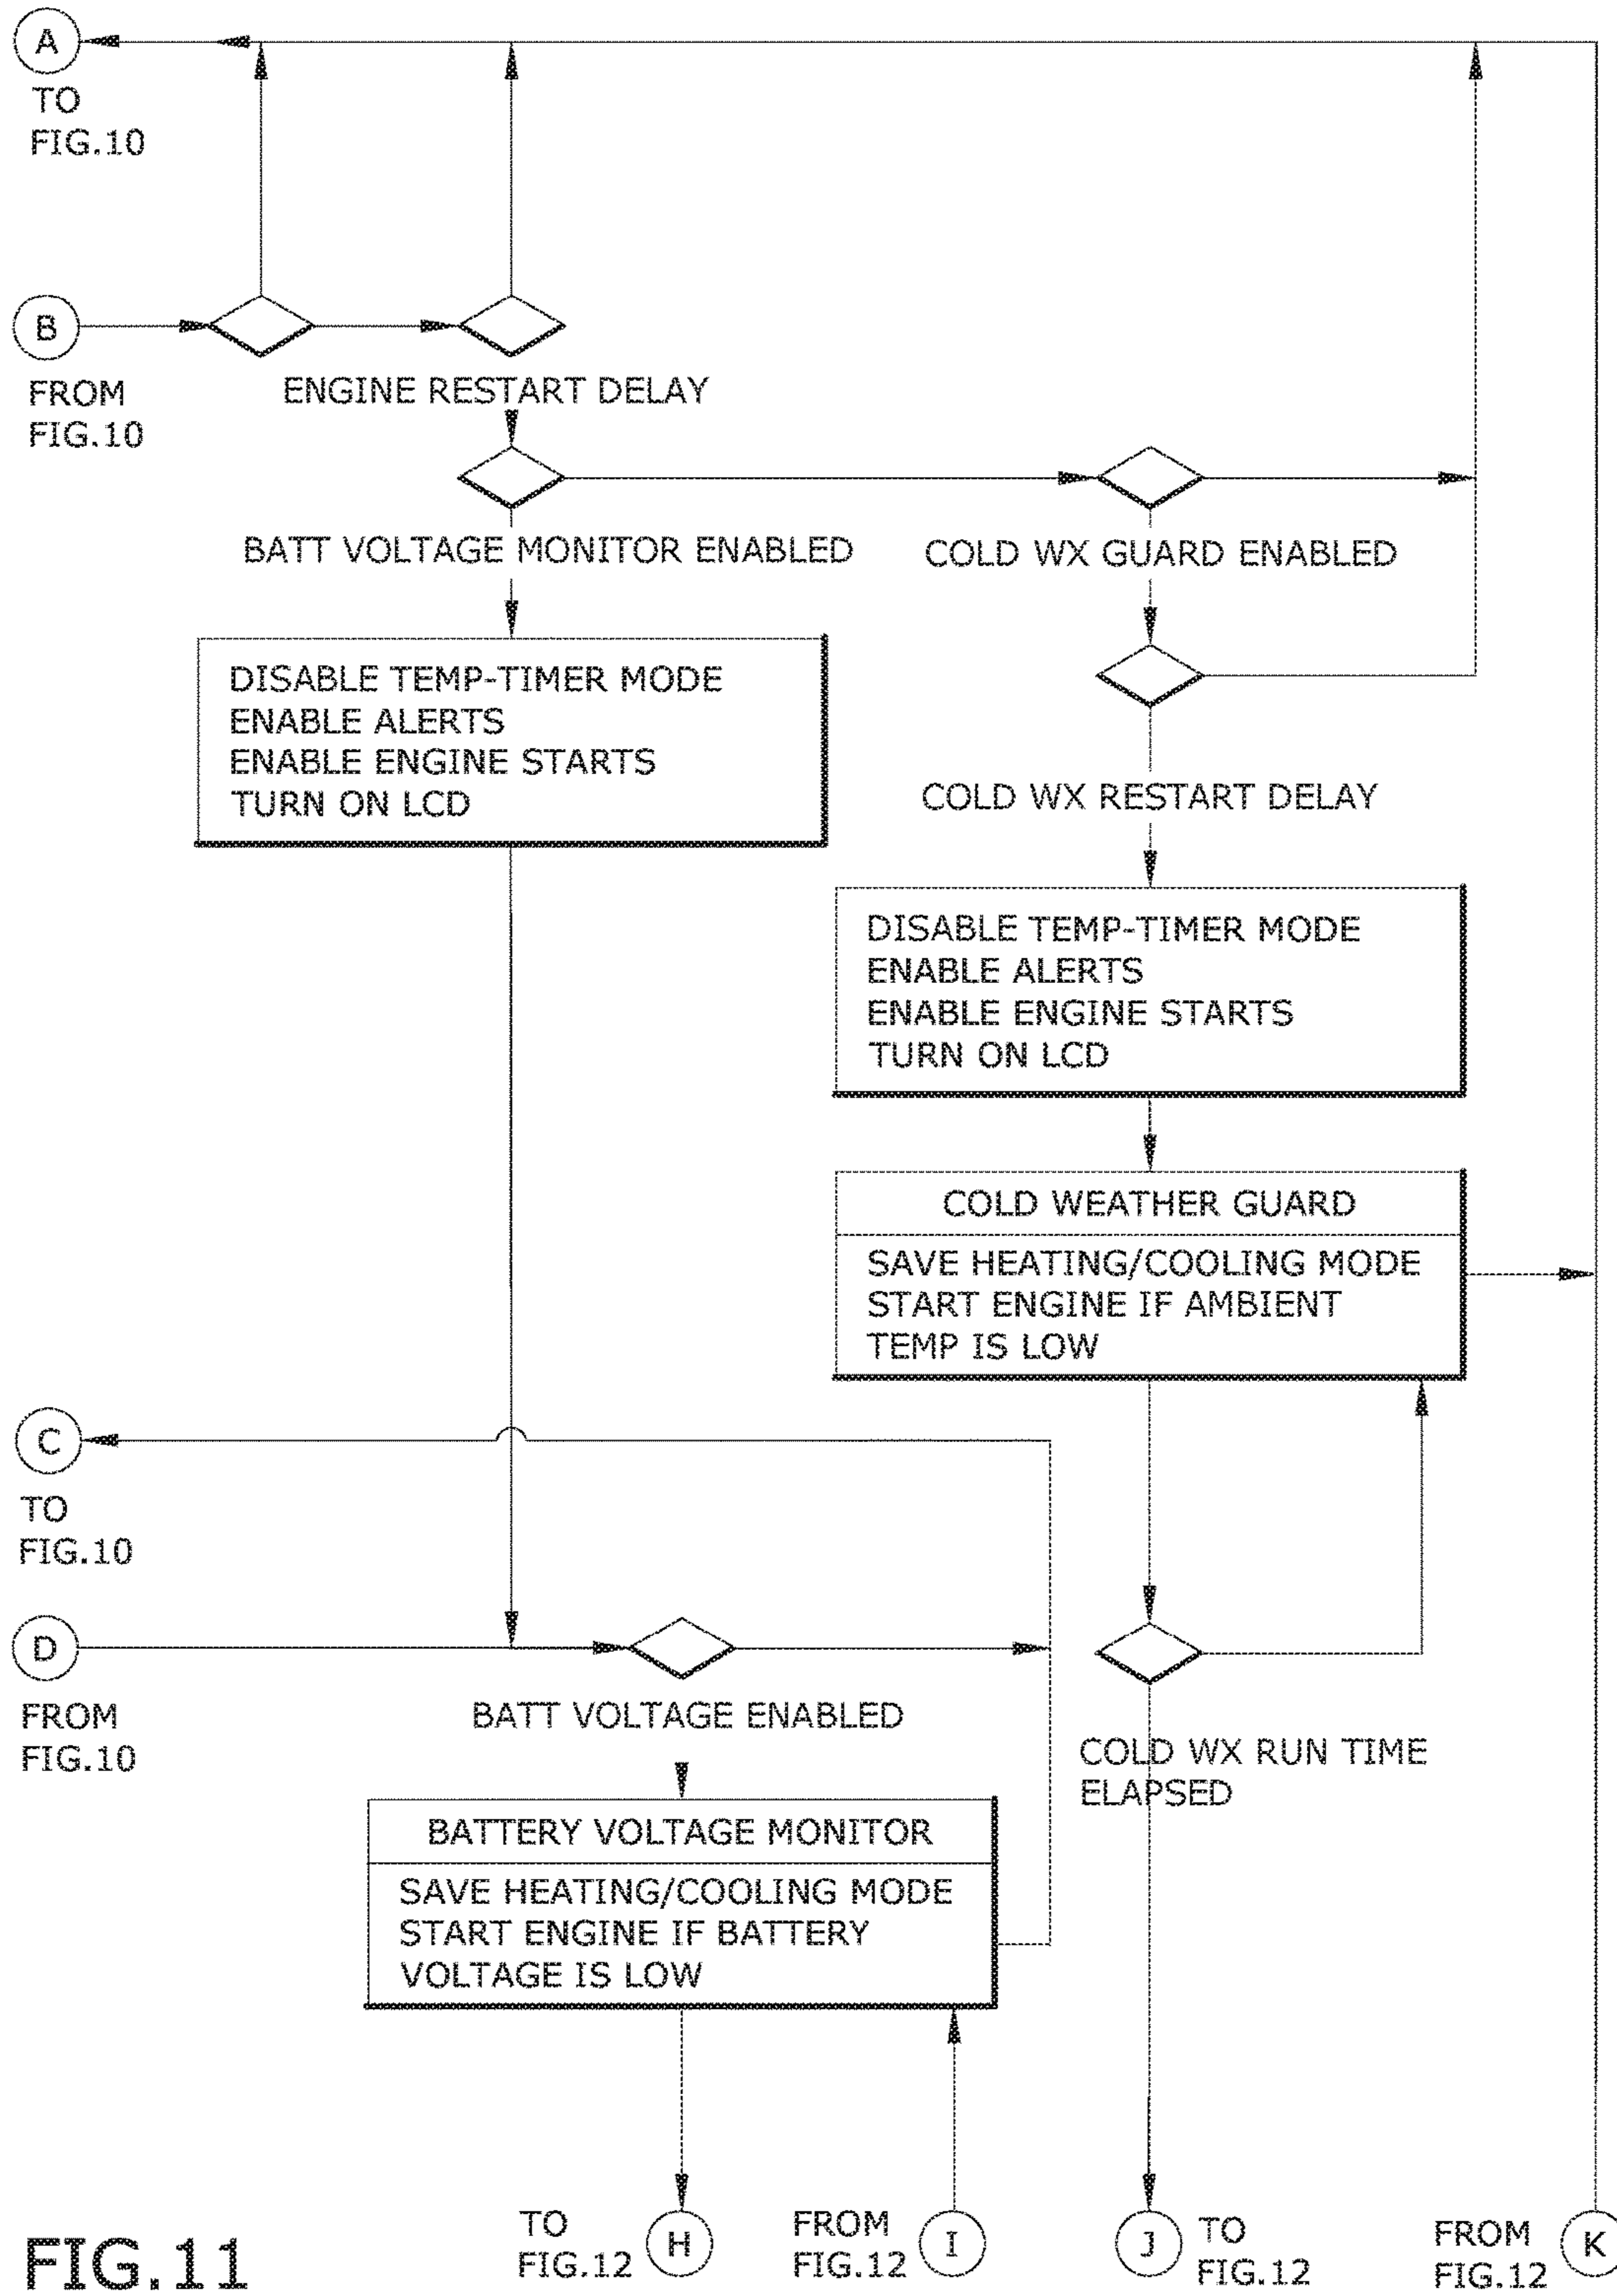 A
TO
FIG.10
B
FROM
FIG.10
ENGINE RESTART DELAY
BATT VOLTAGE MONITOR ENABLED
COLD WX GUARD ENABLED
DISABLE TEMP-TIMER MODE
ENABLE ALERTS
ENABLE ENGINE STARTS
TURN ON LCD
COLD WX RESTART DELAY
DISABLE TEMP-TIMER MODE
ENABLE ALERTS
ENABLE ENGINE STARTS
TURN ON LCD
COLD WEATHER GUARD
SAVE HEATING/COOLING MODE
START ENGINE IF AMBIENT
TEMP IS LOW
C
TO
FIG.10
D
FROM
FIG.10
BATT VOLTAGE ENABLED
COLD WX RUN TIME
ELAPSED
BATTERY VOLTAGE MONITOR
SAVE HEATING/COOLING MODE
START ENGINE IF BATTERY
VOLTAGE IS LOW
TO
FIG.12
H
FROM
FIG.12
I
J
TO
FIG.12
FROM
FIG.12
K
FIG.11